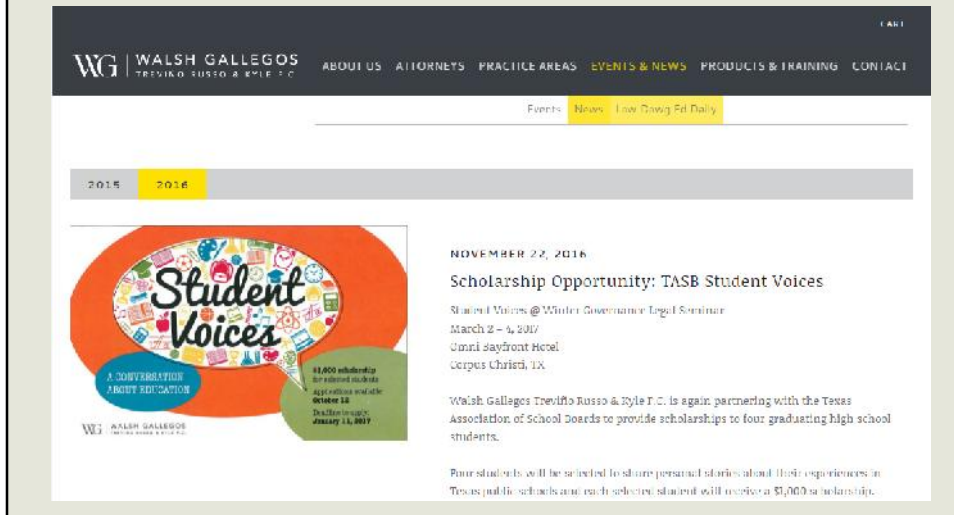 CART
WG WALSH GALLEGOS
TREVIÑO RUSSO & KYLE P.C.
ABOUT US ATTORNEYS PRACTICE AREAS EVENTS & NEWS PRODUCTS & TRAINING CONTACT
Events News Law Dawg Ed Daily
2015 2016
Student
Voices
A CONVERSATION
ABOUT EDUCATION
$1,000 scholarship
for selected students
Applications available
October 12
Deadline to apply:
January 11, 2017
WG WALSH GALLEGOS
TREVIÑO RUSSO & KYLE P.C.
NOVEMBER 22, 2016
Scholarship Opportunity: TASB Student Voices
Student Voices @ Winter Governance Legal Seminar
March 2 – 4, 2017
Omni Bayfront Hotel
Corpus Christi, TX
Walsh Gallegos Treviño Russo & Kyle P.C. is again partnering with the Texas
Association of School Boards to provide scholarships to four graduating high school
students.
Four students will be selected to share personal stories about their experiences in
Texas public schools and each selected student will receive a $1,000 scholarship.